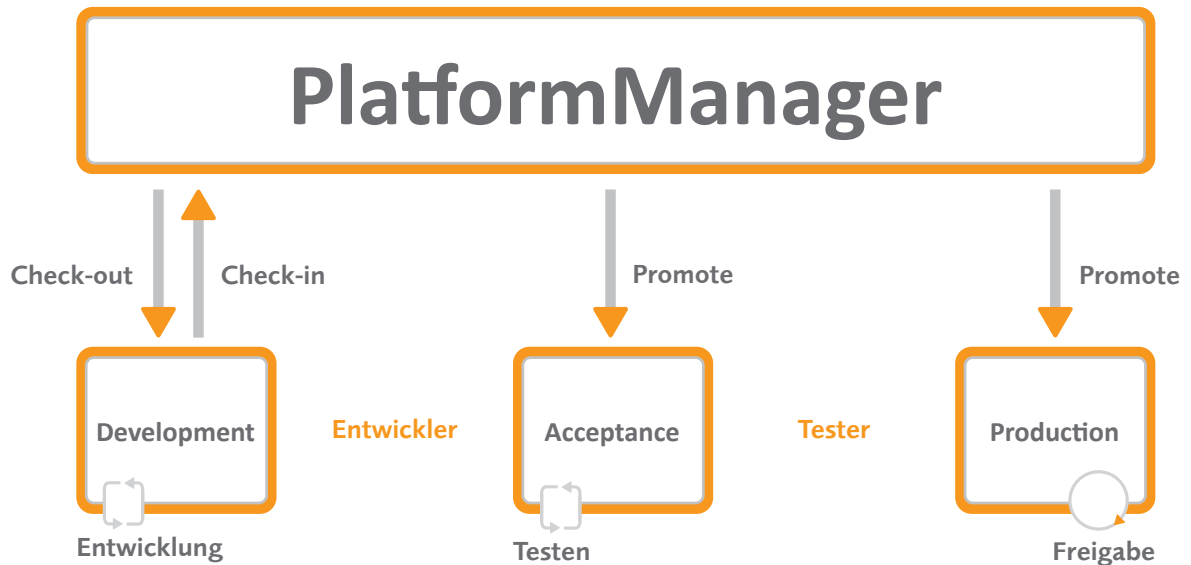 PlatformManager
Check-out
Check-in
Promote
Promote
Development
Entwickler
Acceptance
Tester
Production
Entwicklung
Testen
Freigabe